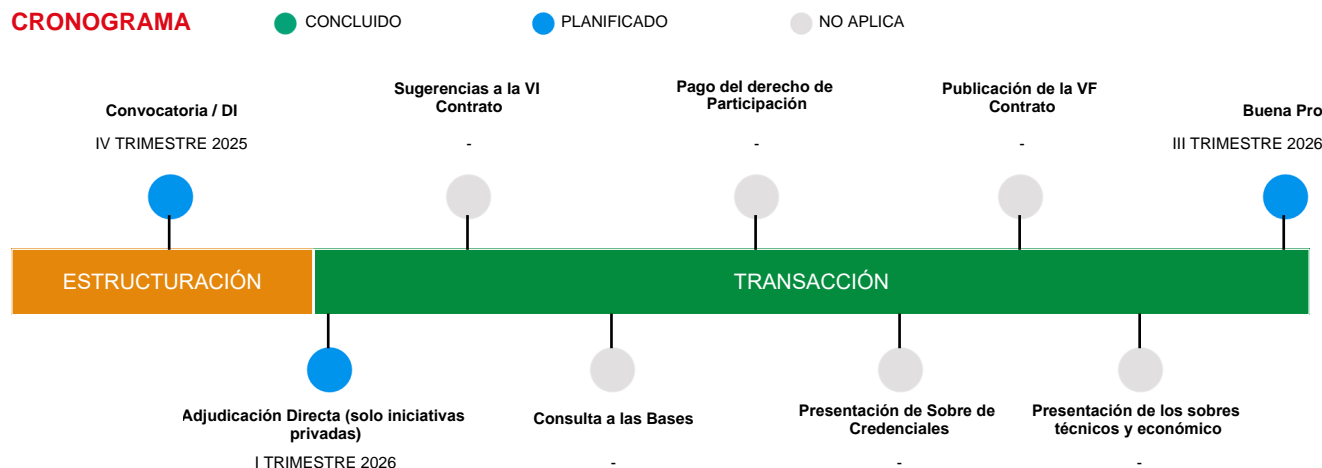 CRONOGRAMA
CONCLUIDO
PLANIFICADO
NO APLICA
Convocatoria / DI
IV TRIMESTRE 2025
Sugerencias a la VI
Contrato
-
Pago del derecho de
Participación
-
Publicación de la VF
Contrato
-
Buena Pro
III TRIMESTRE 2026
ESTRUCTURACIÓN
TRANSACCIÓN
Adjudicación Directa (solo iniciativas
privadas)
I TRIMESTRE 2026
Consulta a las Bases
-
Presentación de Sobre de
Credenciales
-
Presentación de los sobres
técnicos y económico
-